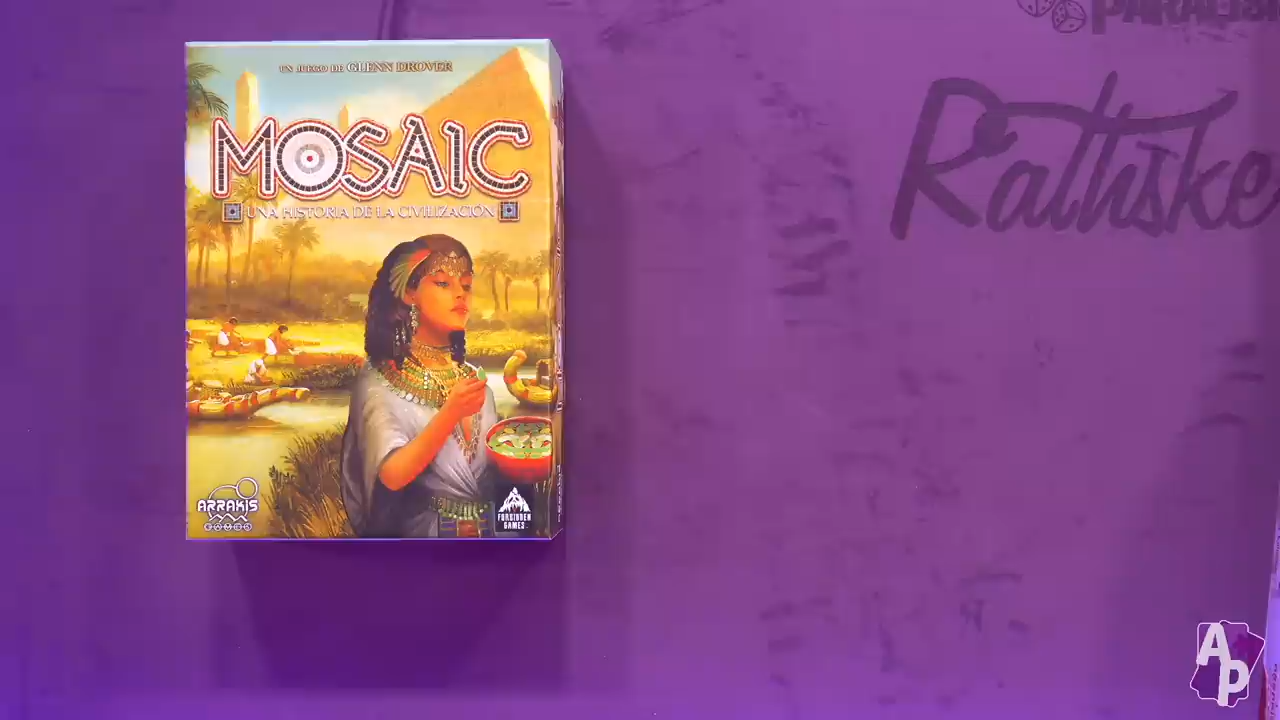 UN JUEGO DE GLENN DROVER
MOSAIC
UNA HISTORIA DE LA CIVILIZACIÓN
ARRAKIS
GAMES
FORBIDDEN
GAMES
Rathske
AP